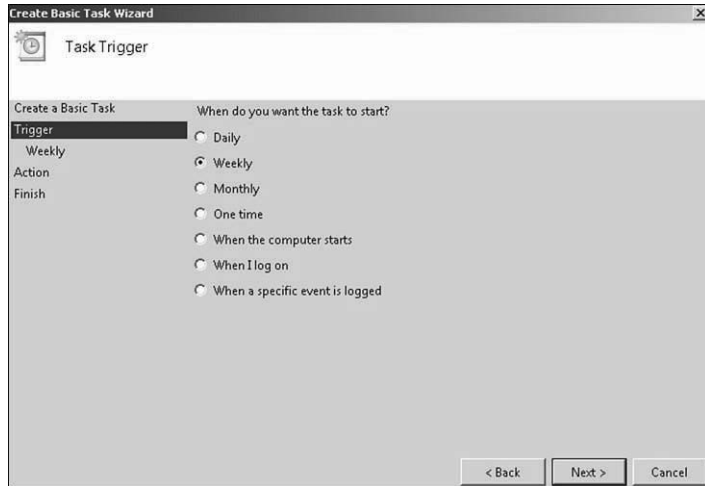 Create Basic Task Wizard
Task Trigger
Create a Basic Task
Trigger
Weekly
Action
Finish
When do you want the task to start?
Daily
Weekly
Monthly
One time
When the computer starts
When I log on
When a specific event is logged
< Back
Next >
Cancel